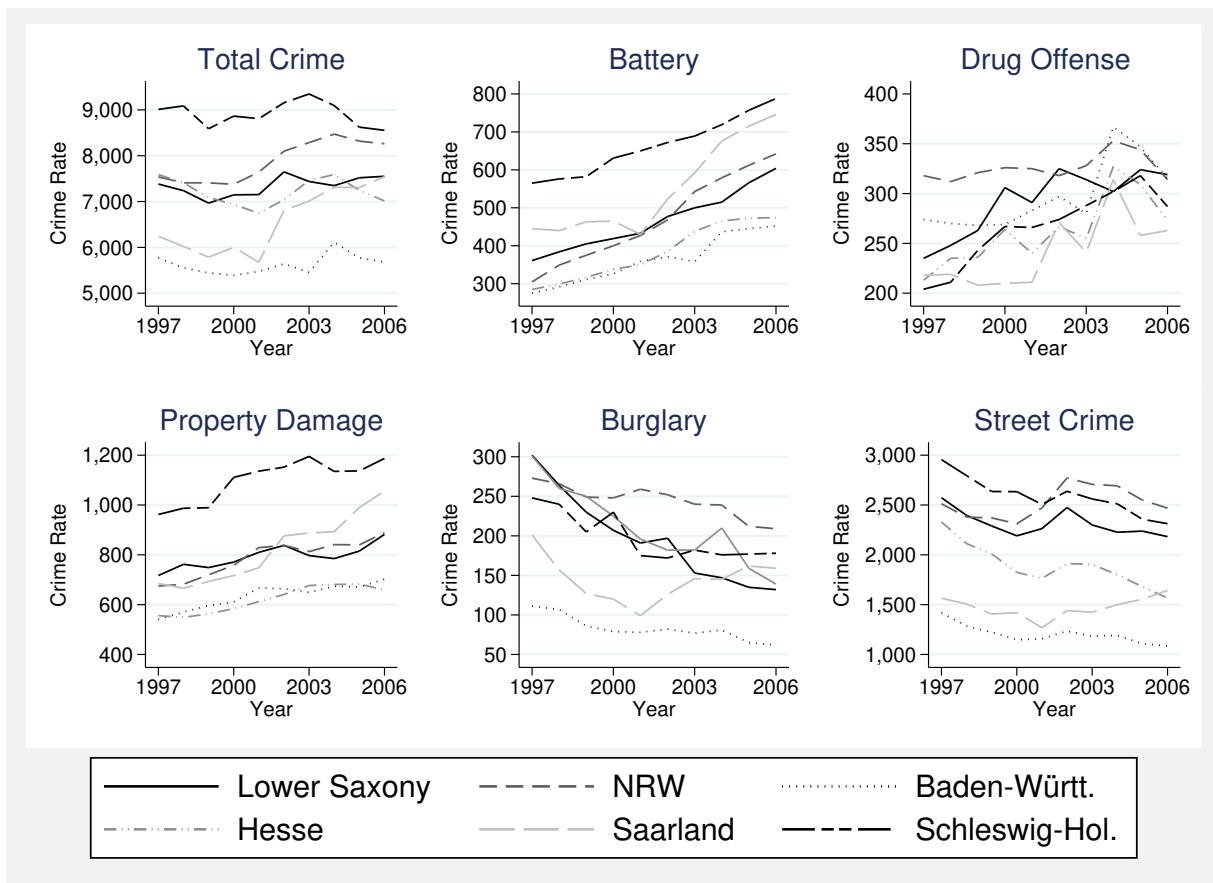 Total Crime
Crime Rate
9,000
8,000
7,000
6,000
5,000
1997 2000 2003 2006
Year
Battery
Crime Rate
800
700
600
500
400
300
1997 2000 2003 2006
Year
Drug Offense
Crime Rate
400
350
300
250
200
1997 2000 2003 2006
Year
Property Damage
Crime Rate
1,200
1,000
800
600
400
1997 2000 2003 2006
Year
Burglary
Crime Rate
300
250
200
150
100
50
1997 2000 2003 2006
Year
Street Crime
Crime Rate
3,000
2,500
2,000
1,500
1,000
1997 2000 2003 2006
Year
Lower Saxony NRW Baden-Württ.
Hesse Saarland Schleswig-Hol.